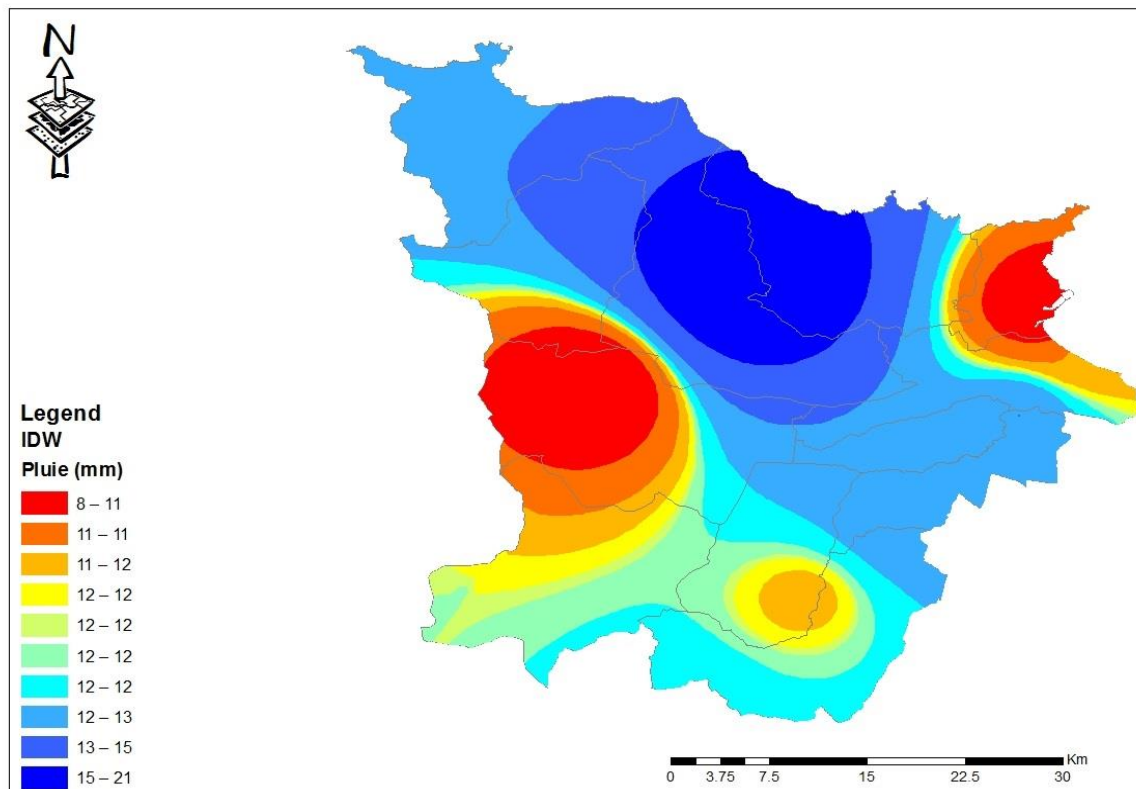 N
Legend
IDW
Pluie (mm)
8 – 11
11 – 11
11 – 12
12 – 12
12 – 12
12 – 12
12 – 12
12 – 13
13 – 15
15 – 21
Km
0 3.75 7.5 15 22.5 30